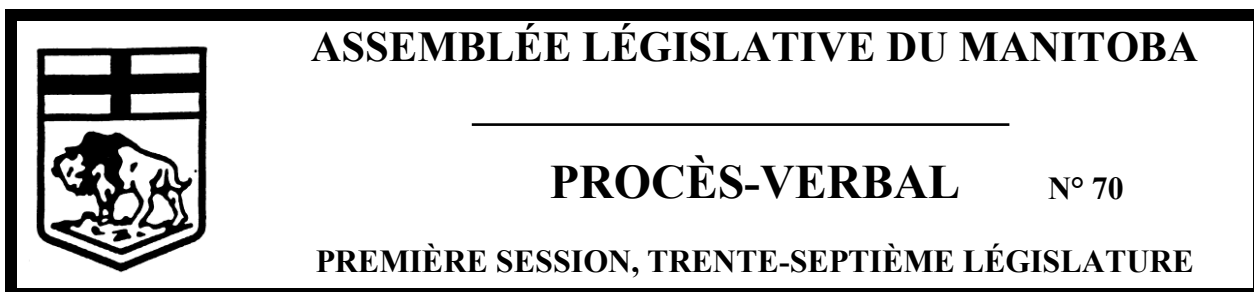 ASSEMBLÉE LÉGISLATIVE DU MANITOBA
PROCÈS-VERBAL N° 70
PREMIÈRE SESSION, TRENTE-SEPTIÈME LÉGISLATURE